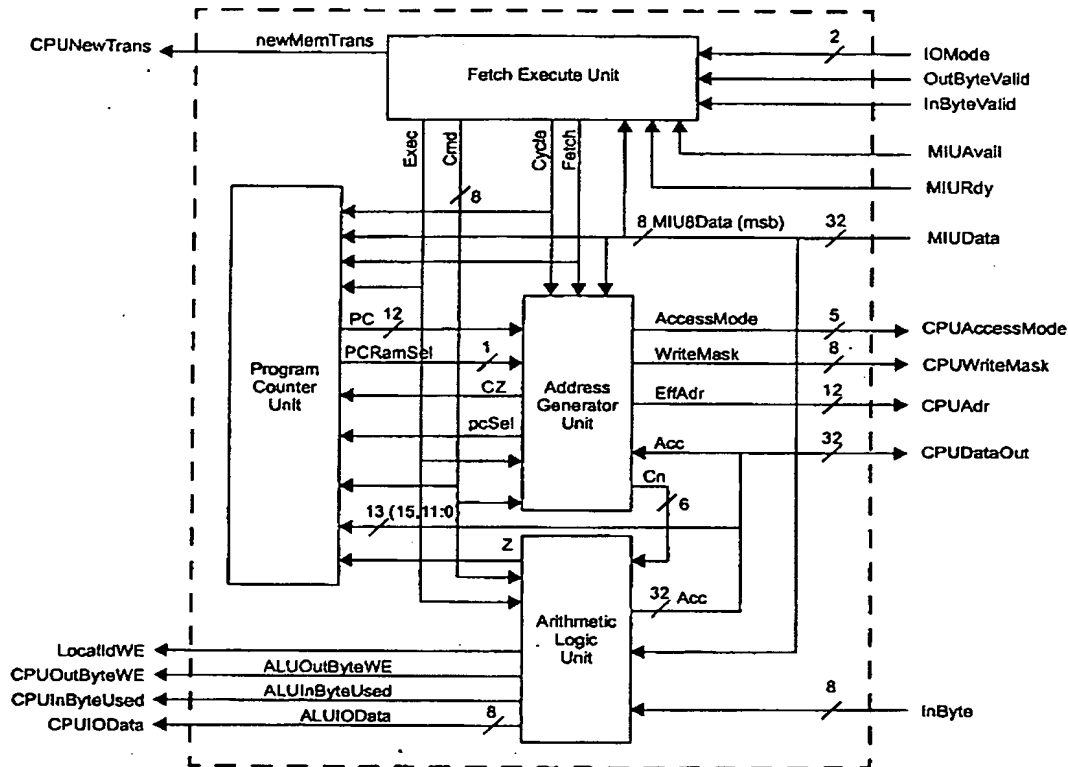 CPUNewTrans
newMemTrans
Fetch Execute Unit
2
IOMode
OutByteValid
InByteValid
Exec
Cmd
Cycle
Fetch
MIUAvail
MIURdy
8
8 MIU8Data (msb)
32
MIUData
PC 12
PCRamSel 1
CZ
pcSel
Program
Counter
Unit
Address
Generator
Unit
AccessMode 5
CPUAccessMode
WriteMask 8
CPUWriteMask
EffAdr 12
CPUAdr
Acc
32
CPUDataOut
Cn
6
13 (15,11:0)
Z
32 Acc
Arithmetic
Logic
Unit
LocalIdWE
CPUOutByteWE
ALUOutByteWE
CPUInByteUsed
ALUInByteUsed
CPUIOData
ALUIOData 8
8
InByte